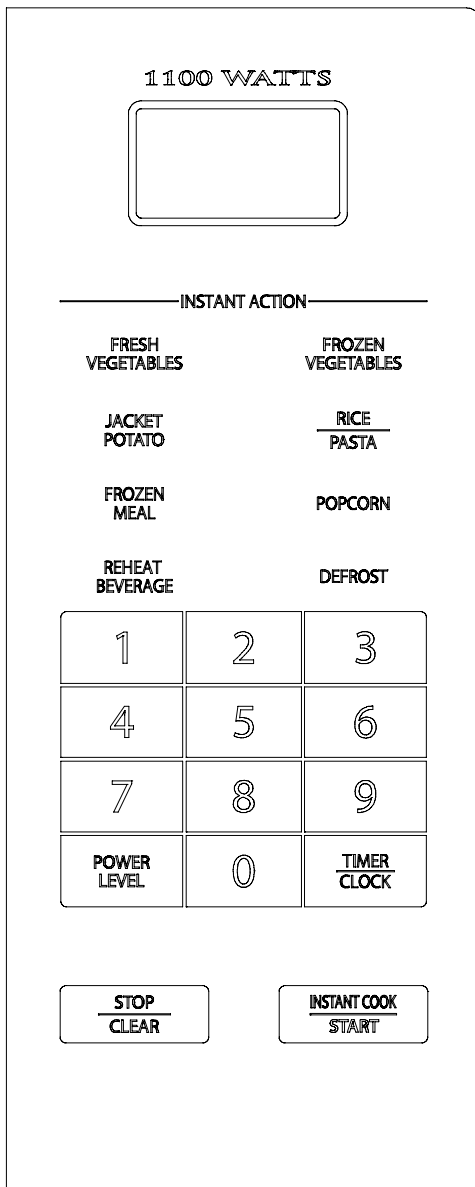 1100 WATTS
INSTANT ACTION
FRESH
VEGETABLES
FROZEN
VEGETABLES
JACKET
POTATO
RICE
PASTA
FROZEN
MEAL
POPCORN
REHEAT
BEVERAGE
DEFROST
1 2 3
4 5 6
7 8 9
POWER
LEVEL
0
TIMER
CLOCK
STOP
CLEAR
INSTANT COOK
START